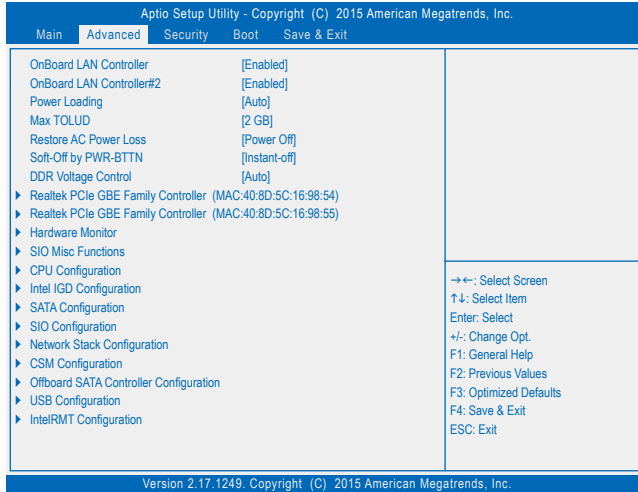 Aptio Setup Utility - Copyright (C) 2015 American Megatrends, Inc.
Main Advanced Security Boot Save & Exit
OnBoard LAN Controller [Enabled]
OnBoard LAN Controller#2 [Enabled]
Power Loading [Auto]
Max TOLUD [2 GB]
Restore AC Power Loss [Power Off]
Soft-Off by PWR-BTTN [Instant-off]
DDR Voltage Control [Auto]
Realtek PCIe GBE Family Controller (MAC:40:8D:5C:16:98:54)
Realtek PCIe GBE Family Controller (MAC:40:8D:5C:16:98:55)
Hardware Monitor
SIO Misc Functions
CPU Configuration
Intel IGD Configuration
SATA Configuration
SIO Configuration
Network Stack Configuration
CSM Configuration
Offboard SATA Controller Configuration
USB Configuration
IntelRMT Configuration
→←: Select Screen
↑↓: Select Item
Enter: Select
+/-: Change Opt.
F1: General Help
F2: Previous Values
F3: Optimized Defaults
F4: Save & Exit
ESC: Exit
Version 2.17.1249. Copyright (C) 2015 American Megatrends, Inc.